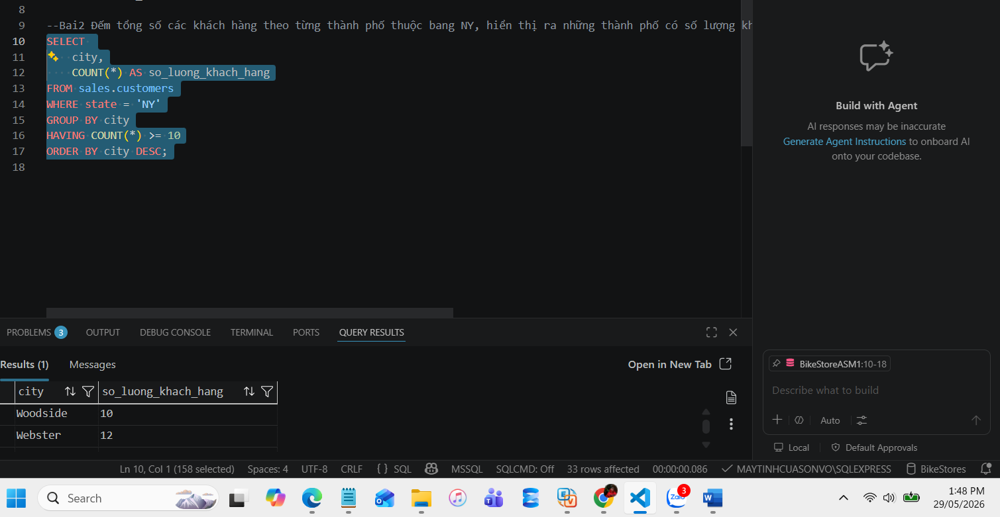 8
9 --Bai2 Đếm tổng số các khách hàng theo từng thành phố thuộc bang NY, hiển thị ra những thành phố có số lượng kh
10 SELECT
11 city,
12 COUNT(*) AS so_luong_khach_hang
13 FROM sales.customers
14 WHERE state = 'NY'
15 GROUP BY city
16 HAVING COUNT(*) >= 10
17 ORDER BY city DESC;
18
Build with Agent
AI responses may be inaccurate
Generate Agent Instructions to onboard AI
onto your codebase.
PROBLEMS 3 OUTPUT DEBUG CONSOLE TERMINAL PORTS QUERY RESULTS
Results (1) Messages
Open in New Tab
city so_luong_khach_hang
Woodside 10
Webster 12
BikeStoreASM1:10-18
Describe what to build
Auto
Local Default Approvals
Ln 10, Col 1 (158 selected) Spaces: 4 UTF-8 CRLF {} SQL MSSQL SQLCMD: Off 33 rows affected 00:00:00.086 MAYTINHCUASONVO\SQLEXPRESS BikeStores
Search
Zalo 3
1:48 PM
29/05/2026